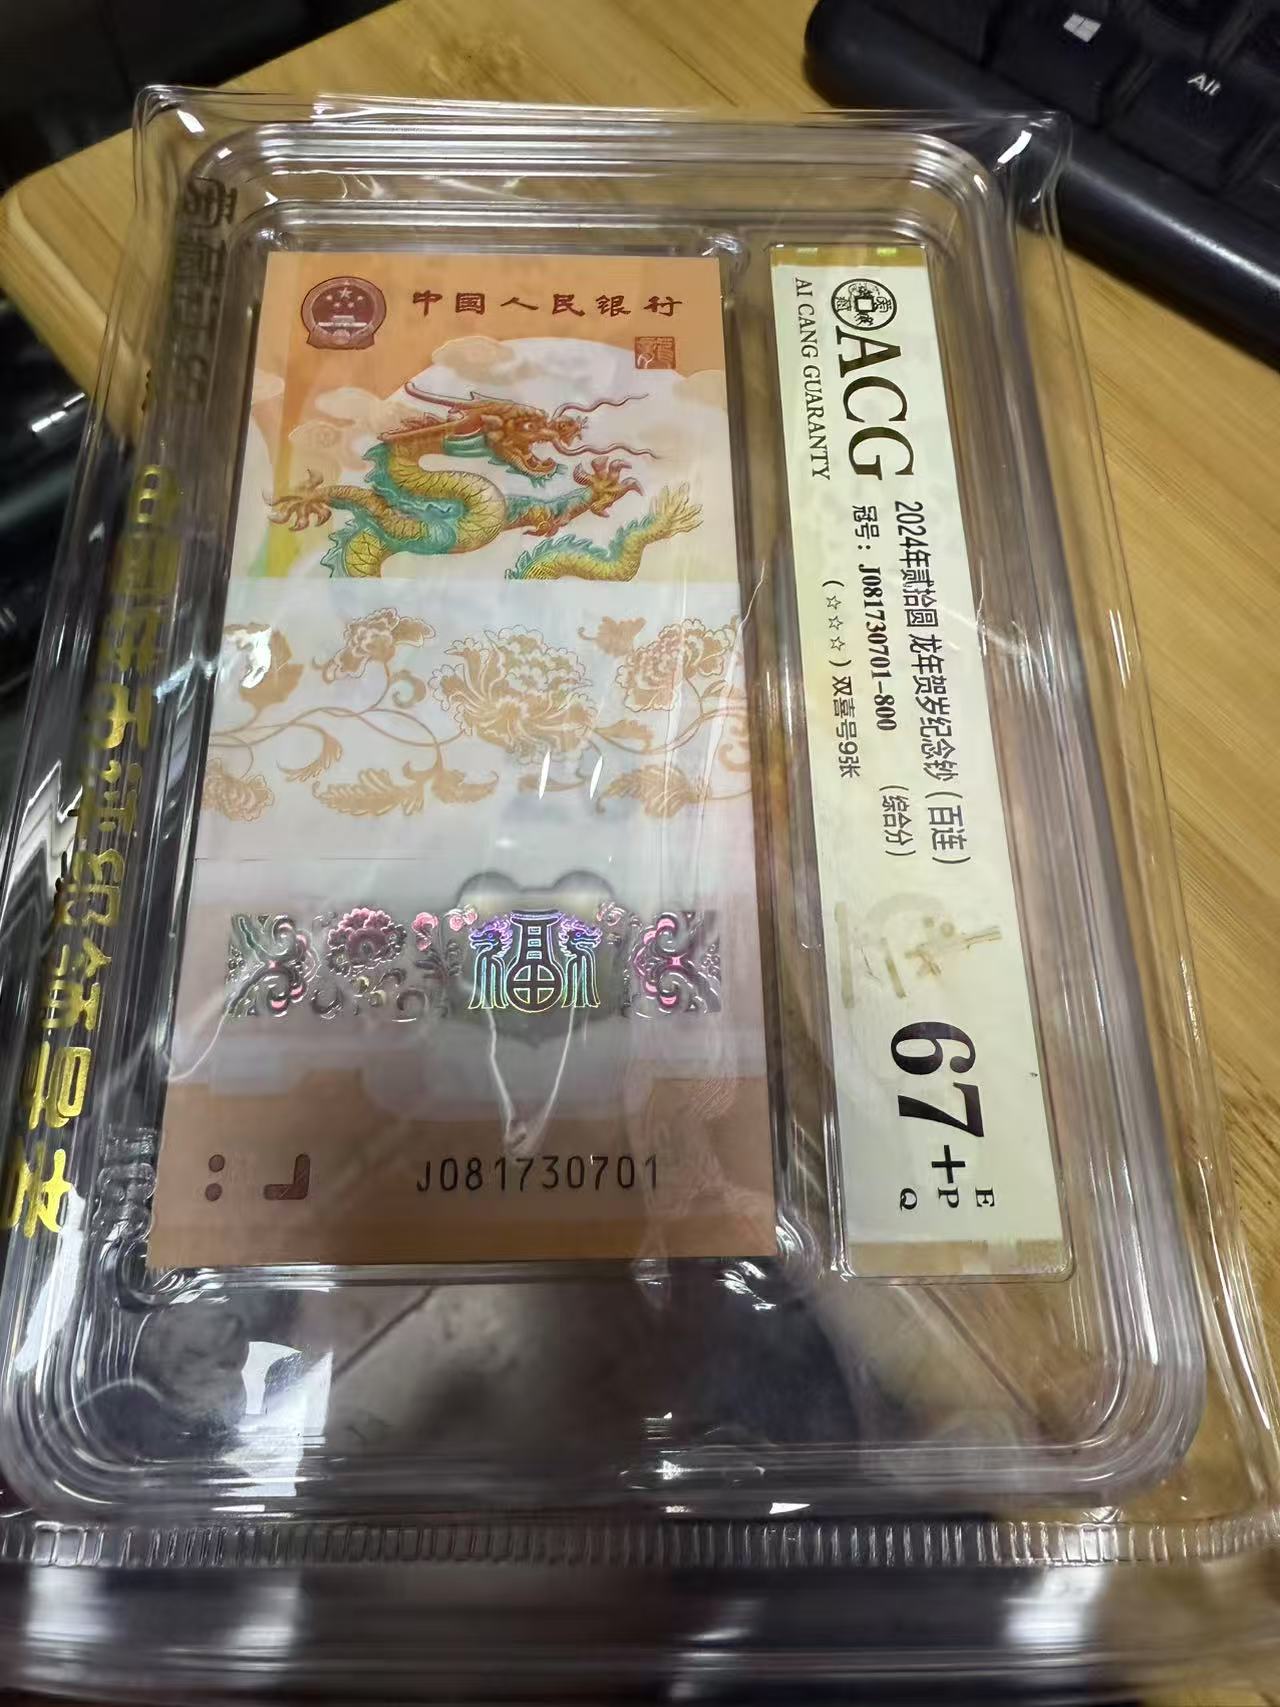 中国人民银行
福
J081730701
ACG
AI CANG GUARANTY
2024年贰拾圆 龙年贺岁纪念钞（百连）
冠号：J081730701-800 （综合分）
（☆☆☆）双喜号9张
67+
E
P
Q
Alt